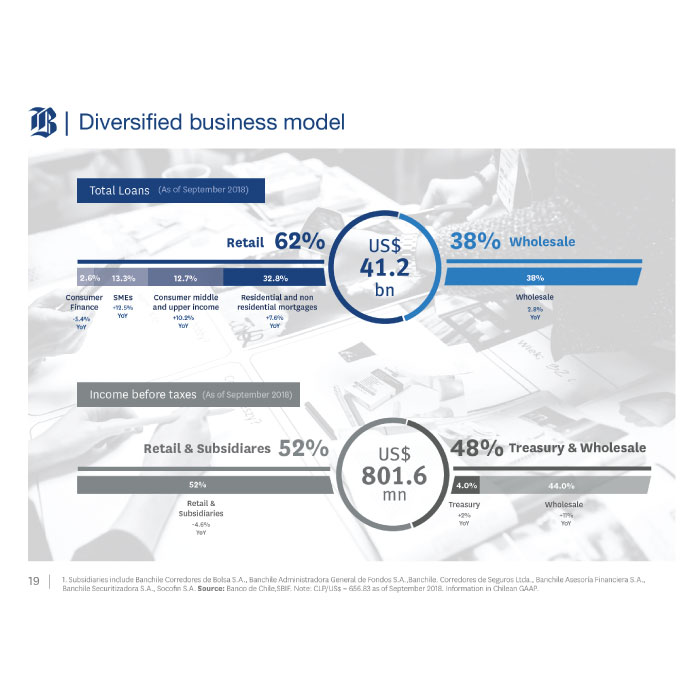 B | Diversified business model
Total Loans (As of September 2018)
Retail 62%
US$
41.2
bn
38% Wholesale
2.6% 13.3% 12.7% 32.8%
38%
Consumer
Finance
-3.4%
YoY
SMEs
+12.5%
YoY
Consumer middle
and upper income
+10.2%
YoY
Residential and non
residential mortgages
+7.6%
YoY
Wholesale
2.8%
YoY
Income before taxes (As of September 2018)
Retail & Subsidiares 52%
US$
801.6
mn
48% Treasury & Wholesale
52%
4.0% 44.0%
Retail &
Subsidiaries
-4.6%
YoY
Treasury
+2%
YoY
Wholesale
-11%
YoY
19
1. Subsidiaries include Banchile Corredores de Bolsa S.A., Banchile Administradora General de Fondos S.A.,Banchile. Corredores de Seguros Ltda., Banchile Asesoría Financiera S.A.,
Banchile Securitizadora S.A., Socofin S.A. Source: Banco de Chile,SBIF. Note: CLP/US$ = 656.83 as of September 2018. Information in Chilean GAAP.